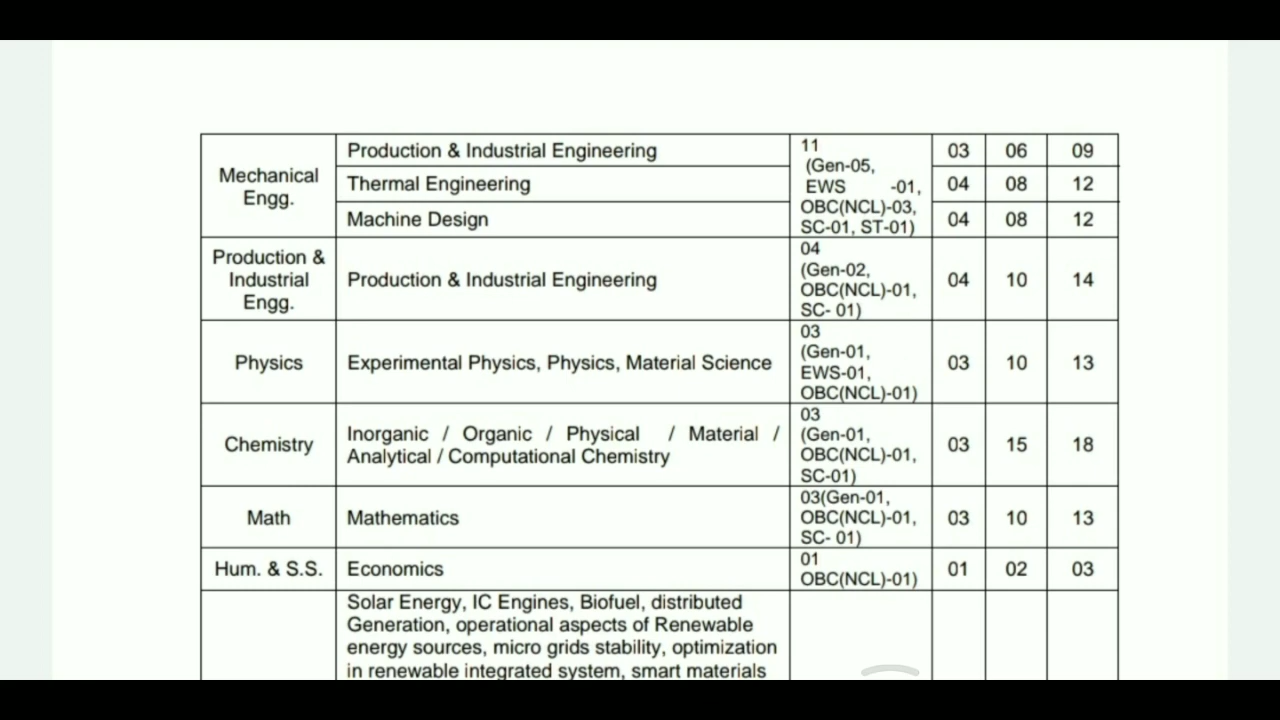 Mechanical
Engg.
Production & Industrial Engineering
11
(Gen-05,
EWS -01,
OBC(NCL)-03,
SC-01, ST-01)
03 06 09
Thermal Engineering
04 08 12
Machine Design
04 08 12
Production &
Industrial
Engg.
Production & Industrial Engineering
04
(Gen-02,
OBC(NCL)-01,
SC- 01)
04 10 14
Physics
Experimental Physics, Physics, Material Science
03
(Gen-01,
EWS-01,
OBC(NCL)-01)
03 10 13
Chemistry
Inorganic / Organic / Physical / Material /
Analytical / Computational Chemistry
03
(Gen-01,
OBC(NCL)-01,
SC-01)
03 15 18
Math
Mathematics
03(Gen-01,
OBC(NCL)-01,
SC- 01)
03 10 13
Hum. & S.S.
Economics
01
OBC(NCL)-01)
01 02 03
Solar Energy, IC Engines, Biofuel, distributed
Generation, operational aspects of Renewable
energy sources, micro grids stability, optimization
in renewable integrated system, smart materials